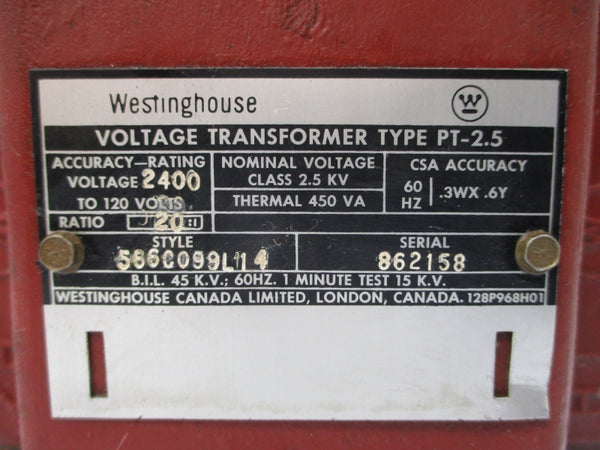 Westinghouse W
VOLTAGE TRANSFORMER TYPE PT-2.5
ACCURACY—RATING
VOLTAGE 2400
TO 120 VOLTS
RATIO 20:1
NOMINAL VOLTAGE
CLASS 2.5 KV
THERMAL 450 VA
CSA ACCURACY
60 HZ .3WX .6Y
STYLE SERIAL
566C099L14 862158
B.I.L. 45 K.V.; 60HZ. 1 MINUTE TEST 15 K.V.
WESTINGHOUSE CANADA LIMITED, LONDON, CANADA. 128P968H01